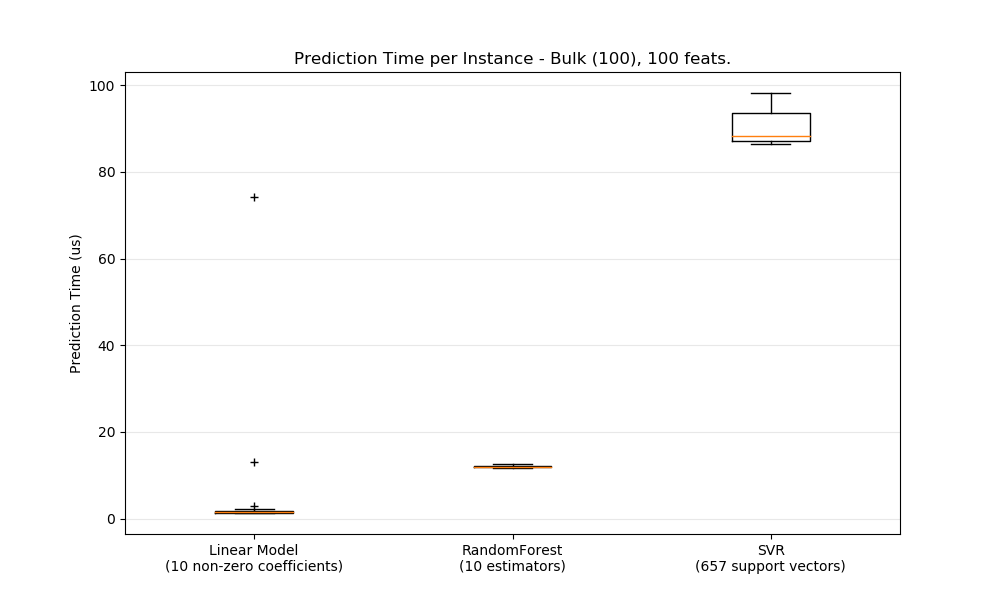 Prediction Time per Instance - Bulk (100), 100 feats.
100
80
60
40
20
0
Prediction Time (us)
Linear Model
(10 non-zero coefficients)
RandomForest
(10 estimators)
SVR
(657 support vectors)